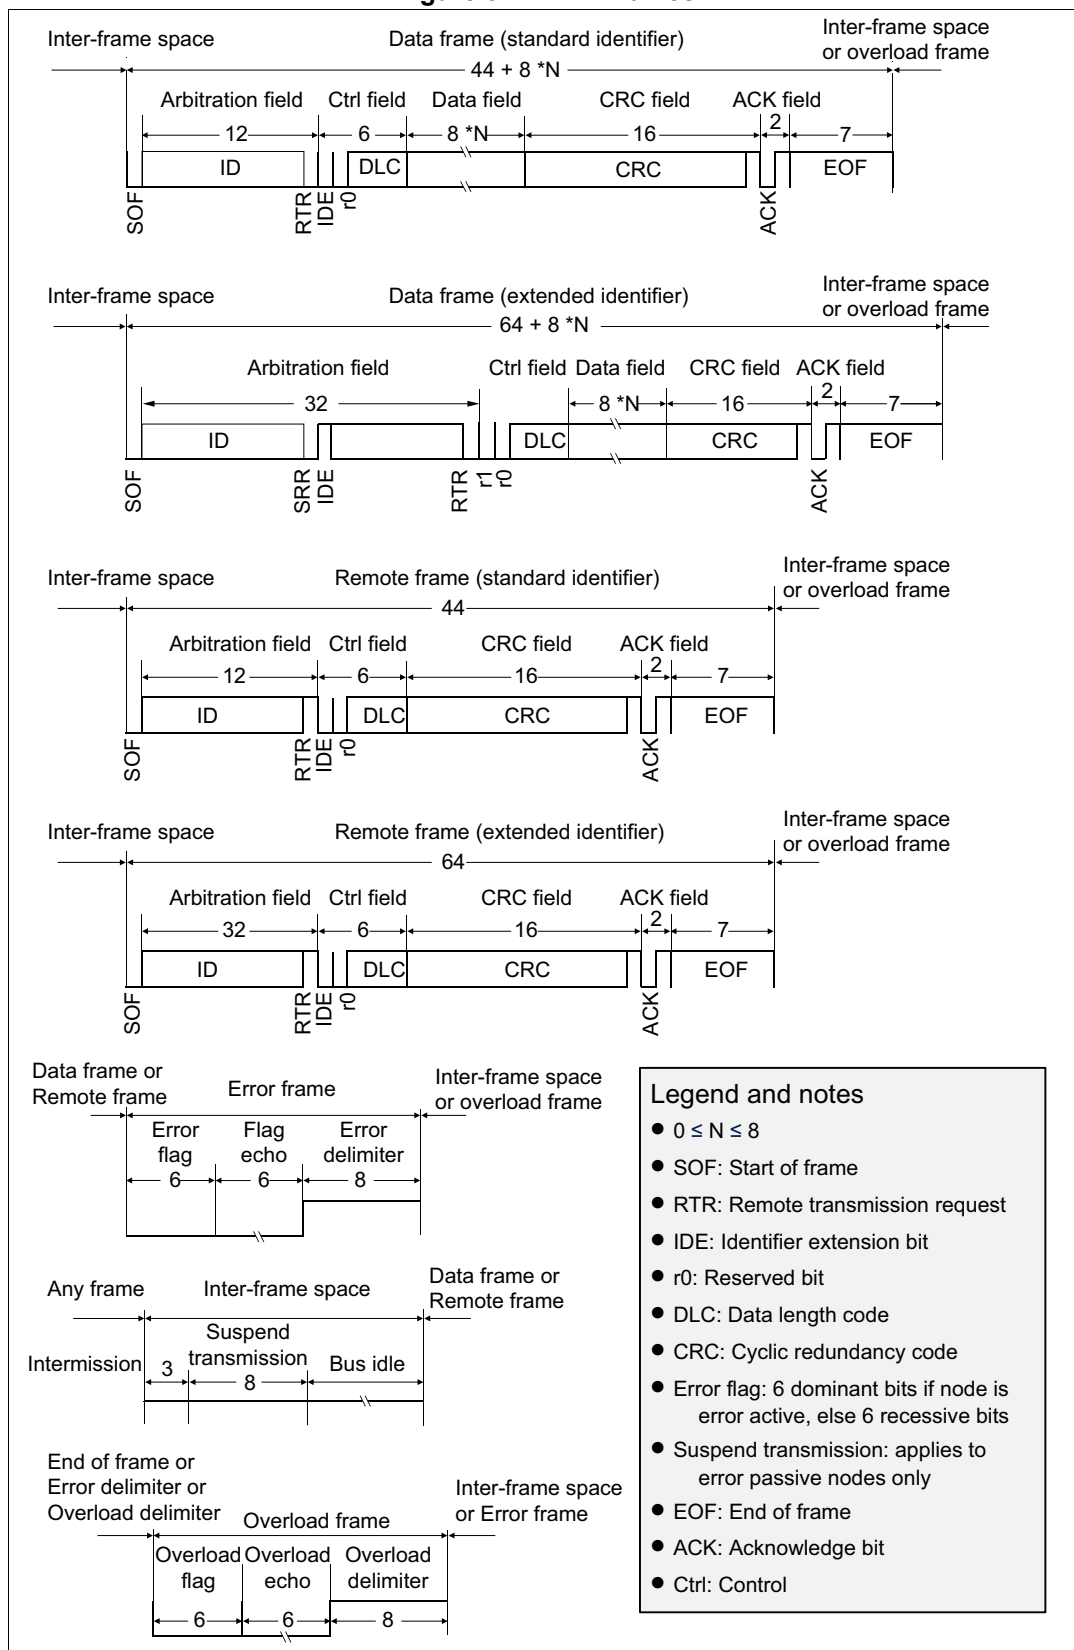 Inter-frame space
Data frame (standard identifier)
Inter-frame space
or overload frame
44 + 8 *N
Arbitration field
Ctrl field
Data field
CRC field
ACK field
12
6
8 *N
16
2
7
ID
DLC
CRC
EOF
SOF
RTR
IDE
r0
ACK
Inter-frame space
Data frame (extended identifier)
Inter-frame space
or overload frame
64 + 8 *N
Arbitration field
Ctrl field
Data field
CRC field
ACK field
32
8 *N
16
2
7
ID
DLC
CRC
EOF
SOF
SRR
IDE
RTR
r1
r0
ACK
Inter-frame space
Remote frame (standard identifier)
Inter-frame space
or overload frame
44
Arbitration field
Ctrl field
CRC field
ACK field
12
6
16
2
7
ID
DLC
CRC
EOF
SOF
RTR
IDE
r0
ACK
Inter-frame space
Remote frame (extended identifier)
Inter-frame space
or overload frame
64
Arbitration field
Ctrl field
CRC field
ACK field
32
6
16
2
7
ID
DLC
CRC
EOF
SOF
RTR
IDE
r0
ACK
Data frame or
Remote frame
Error frame
Inter-frame space
or overload frame
Error
flag
Flag
echo
Error
delimiter
6
6
8
Any frame
Inter-frame space
Data frame or
Remote frame
Intermission
3
Suspend
transmission
8
Bus idle
End of frame or
Error delimiter or
Overload delimiter
Overload frame
Inter-frame space
or Error frame
Overload
flag
Overload
echo
Overload
delimiter
6
6
8
Legend and notes
● 0 ≤ N ≤ 8
● SOF: Start of frame
● RTR: Remote transmission request
● IDE: Identifier extension bit
● r0: Reserved bit
● DLC: Data length code
● CRC: Cyclic redundancy code
● Error flag: 6 dominant bits if node is
error active, else 6 recessive bits
● Suspend transmission: applies to
error passive nodes only
● EOF: End of frame
● ACK: Acknowledge bit
● Ctrl: Control